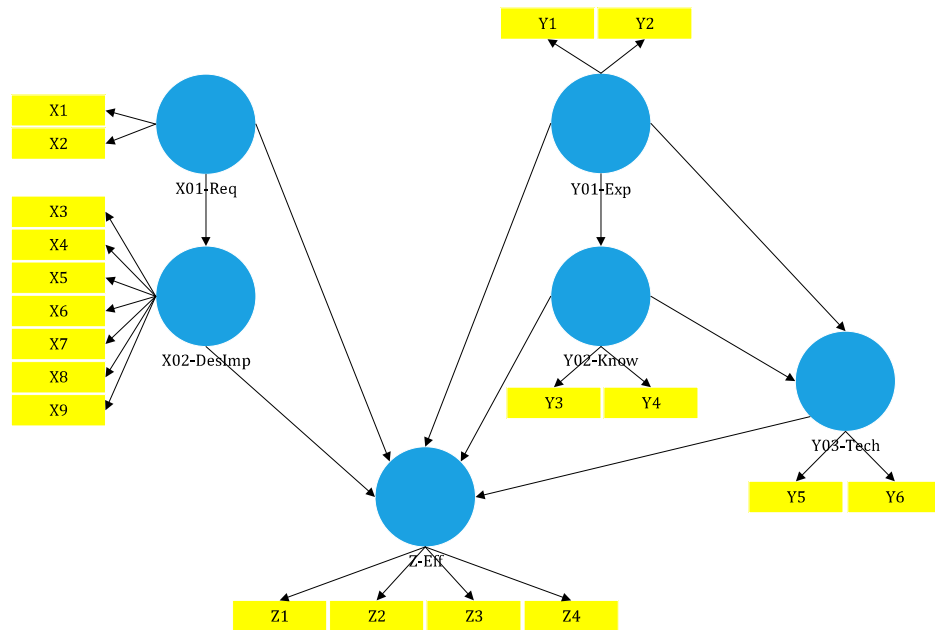 Y1 Y2
X1
X2
X01-Req
Y01-Exp
X3
X4
X5
X6
X7
X8
X9
X02-DesImp
Y02-Know
Y3 Y4
Y03-Tech
Y5 Y6
Z-Eff
Z1 Z2 Z3 Z4